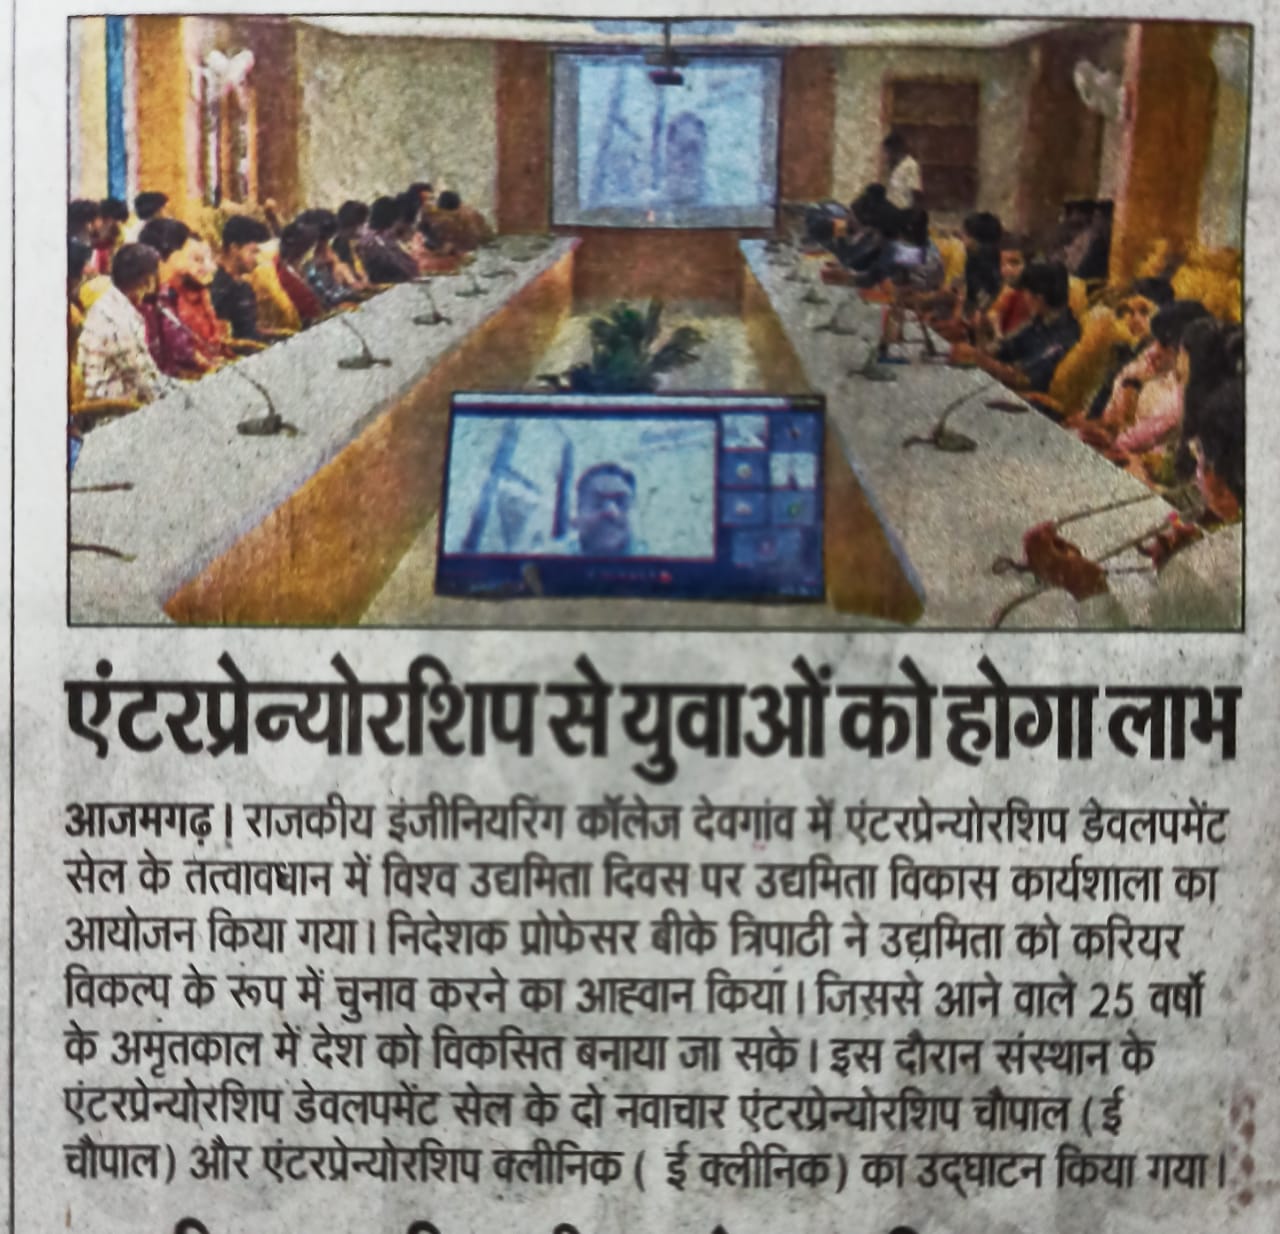 एंटरप्रेन्योरशिप से युवाओं को होगा लाभ
आजमगढ़। राजकीय इंजीनियरिंग कॉलेज देवगांव में एंटरप्रेन्योरशिप डेवलपमेंट
सेल के तत्वावधान में विश्व उद्यमिता दिवस पर उद्यमिता विकास कार्यशाला का
आयोजन किया गया। निदेशक प्रोफेसर बीके त्रिपाठी ने उद्यमिता को करियर
विकल्प के रूप में चुनाव करने का आह्वान किया। जिससे आने वाले 25 वर्षों
के अमृतकाल में देश को विकसित बनाया जा सके। इस दौरान संस्थान के
एंटरप्रेन्योरशिप डेवलपमेंट सेल के दो नवाचार एंटरप्रेन्योरशिप चौपाल (ई
चौपाल) और एंटरप्रेन्योरशिप क्लीनिक ( ई क्लीनिक) का उद्घाटन किया गया।